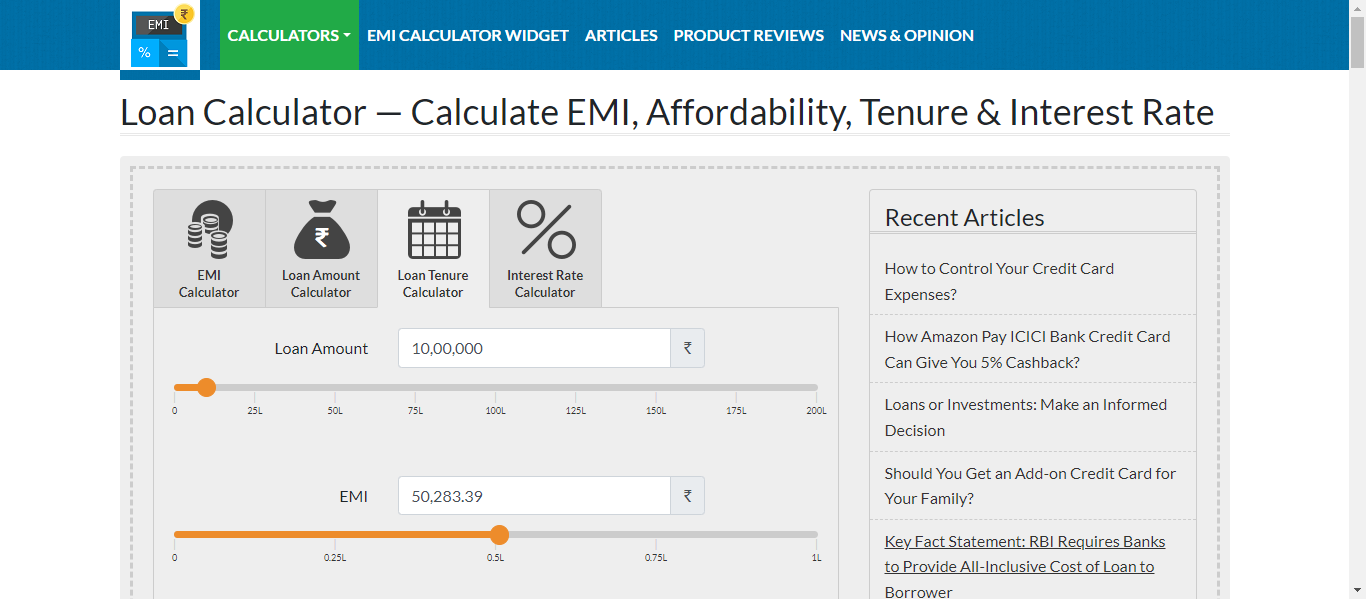 EMI
₹
%
=
CALCULATORS
EMI CALCULATOR WIDGET
ARTICLES
PRODUCT REVIEWS
NEWS & OPINION
Loan Calculator — Calculate EMI, Affordability, Tenure & Interest Rate
EMI
Calculator
₹
Loan Amount
Calculator
Loan Tenure
Calculator
Interest Rate
Calculator
Loan Amount
10,00,000
₹
0
25L
50L
75L
100L
125L
150L
175L
200L
EMI
50,283.39
₹
0
0.25L
0.5L
0.75L
1L
Recent Articles
How to Control Your Credit Card
Expenses?
How Amazon Pay ICICI Bank Credit Card
Can Give You 5% Cashback?
Loans or Investments: Make an Informed
Decision
Should You Get an Add-on Credit Card for
Your Family?
Key Fact Statement: RBI Requires Banks
to Provide All-Inclusive Cost of Loan to
Borrower